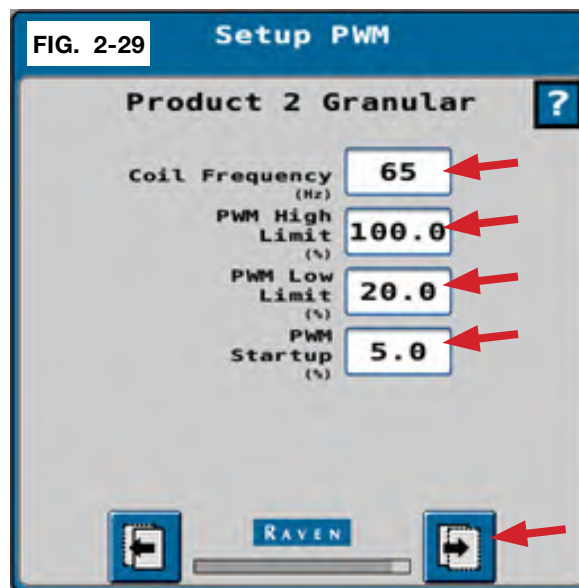 FIG. 2-29
Setup PWM
Product 2 Granular
?
Coil Frequency
(Hz)
65
PWM High
Limit
(%)
100.0
PWM Low
Limit
(%)
20.0
PWM
Startup
(%)
5.0
RAVEN